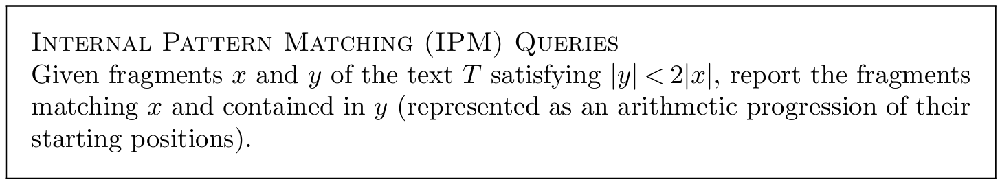 INTERNAL PATTERN MATCHING (IPM) QUERIES
Given fragments x and y of the text T satisfying |y| < 2|x|, report the fragments
matching x and contained in y (represented as an arithmetic progression of their
starting positions).